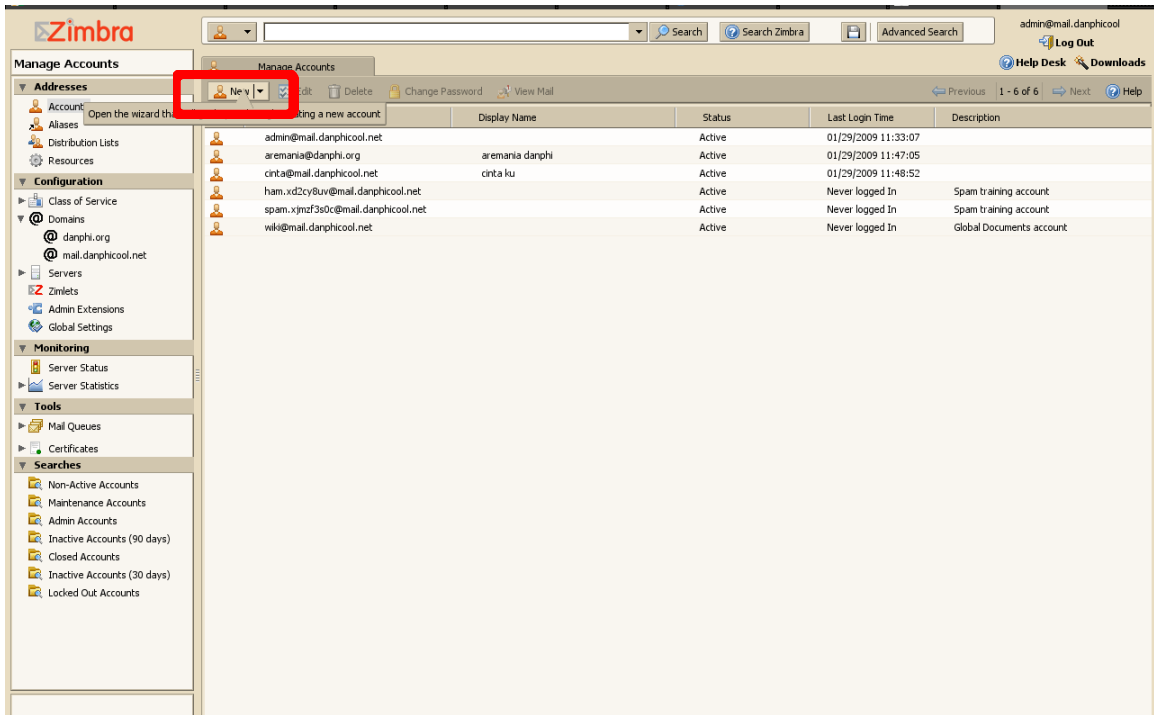 Zimbra
Search
Search Zimbra
Advanced Search
admin@mail.danphicool
Log Out
Manage Accounts
Manage Accounts
Help Desk
Downloads
Addresses
New
Edit
Delete
Change Password
View Mail
Previous
1 - 6 of 6
Next
Help
Account
Open the wizard tha
ating a new account
Display Name
Status
Last Login Time
Description
Aliases
Distribution Lists
Resources
admin@mail.danphicool.net Active 01/29/2009 11:33:07
aremania@danphi.org aremania danphi Active 01/29/2009 11:47:05
cinta@mail.danphicool.net cinta ku Active 01/29/2009 11:48:52
ham.xd2cy8uv@mail.danphicool.net Active Never logged In Spam training account
spam.xjmzf3s0c@mail.danphicool.net Active Never logged In Spam training account
wiki@mail.danphicool.net Active Never logged In Global Documents account
Configuration
Class of Service
Domains
danphi.org
mail.danphicool.net
Servers
Zimlets
Admin Extensions
Global Settings
Monitoring
Server Status
Server Statistics
Tools
Mail Queues
Certificates
Searches
Non-Active Accounts
Maintenance Accounts
Admin Accounts
Inactive Accounts (90 days)
Closed Accounts
Inactive Accounts (30 days)
Locked Out Accounts